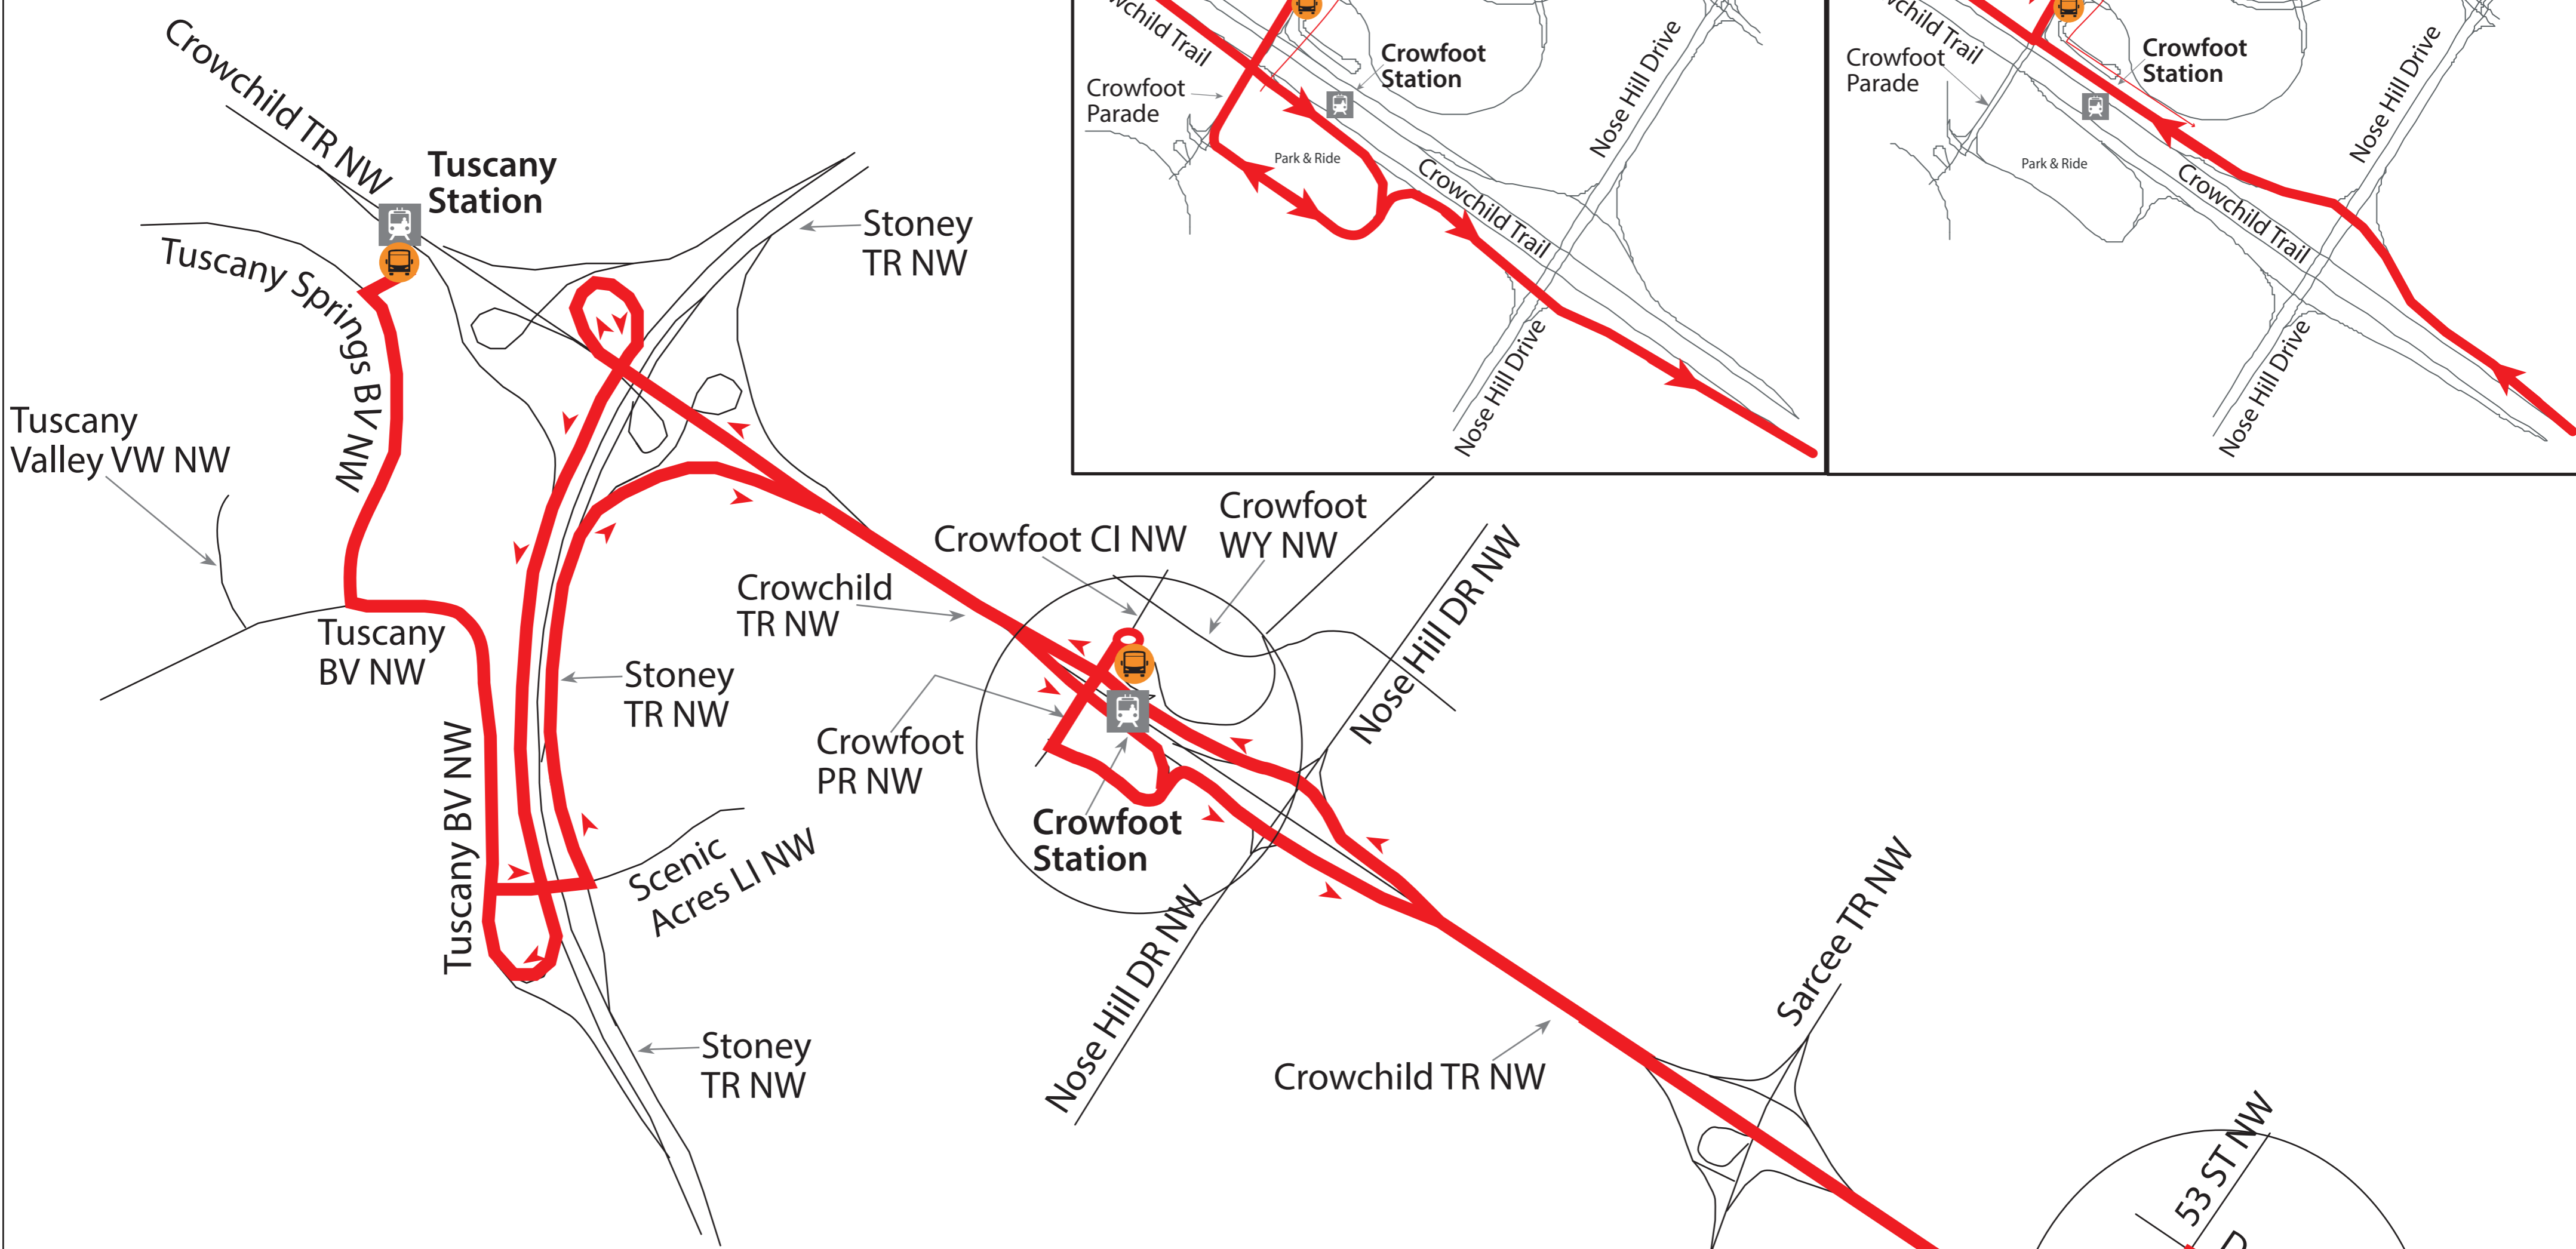 Crowchild TR NW
Tuscany
Station
Stoney
TR NW
Tuscany Springs BV NW
Tuscany
Valley VW NW
Tuscany
BV NW
Tuscany BV NW
Stoney
TR NW
Scenic
Acres LI NW
Stoney
TR NW
Crowchild
TR NW
Crowfoot CI NW
Crowfoot
WY NW
Crowfoot
PR NW
Crowfoot
Station
Nose Hill DR NW
Nose Hill DR NW
Crowchild TR NW
Sarcee TR NW
53 ST NW
Trail
Crowfoot
Parade
Crowfoot
Station
Park & Ride
Nose Hill Drive
Crowchild Trail
Nose Hill Drive
Trail
Crowfoot
Parade
Crowfoot
Station
Park & Ride
Nose Hill Drive
Crowchild Trail
Nose Hill Drive